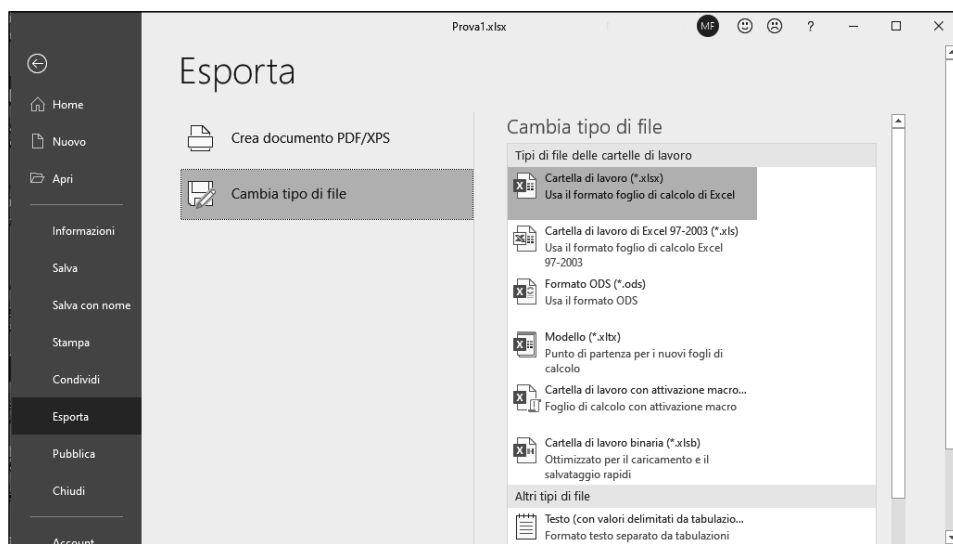 Prova1.xlsx
MF
?
Esporta
Home
Nuovo
Apri
Informazioni
Salva
Salva con nome
Stampa
Condividi
Esporta
Pubblica
Chiudi
Account
Crea documento PDF/XPS
Cambia tipo di file
Cambia tipo di file
Tipi di file delle cartelle di lavoro
Cartella di lavoro (*.xlsx)
Usa il formato foglio di calcolo di Excel
Cartella di lavoro di Excel 97-2003 (*.xls)
Usa il formato foglio di calcolo Excel
97-2003
Formato ODS (*.ods)
Usa il formato ODS
Modello (*.xltx)
Punto di partenza per i nuovi fogli di
calcolo
Cartella di lavoro con attivazione macro...
Foglio di calcolo con attivazione macro
Cartella di lavoro binaria (*.xlsb)
Ottimizzato per il caricamento e il
salvataggio rapidi
Altri tipi di file
Testo (con valori delimitati da tabulazio...
Formato testo separato da tabulazioni